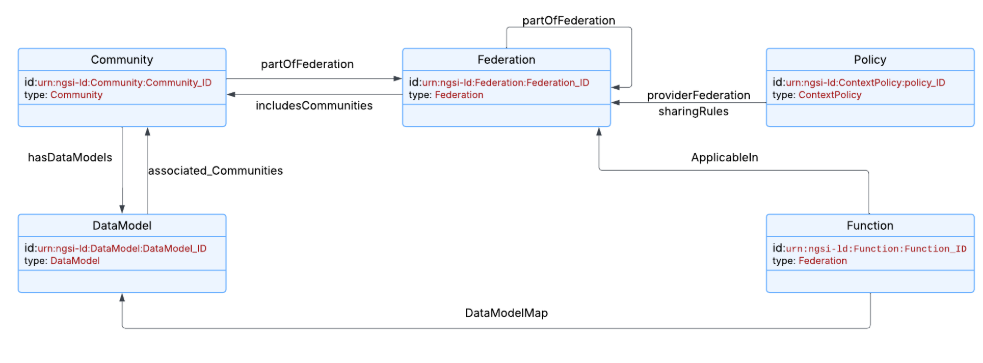 partOfFederation
Community
id:urn:ngsi-ld:Community:Community_ID
type: Community
partOfFederation
includesCommunities
Federation
id:urn:ngsi-ld:Federation:Federation_ID
type: Federation
providerFederation
sharingRules
Policy
id:urn:ngsi-ld:ContextPolicy:policy_ID
type: ContextPolicy
hasDataModels
associated_Communities
ApplicableIn
DataModel
id:urn:ngsi-ld:DataModel:DataModel_ID
type: DataModel
Function
id:urn:ngsi-ld:Function:Function_ID
type: Federation
DataModelMap